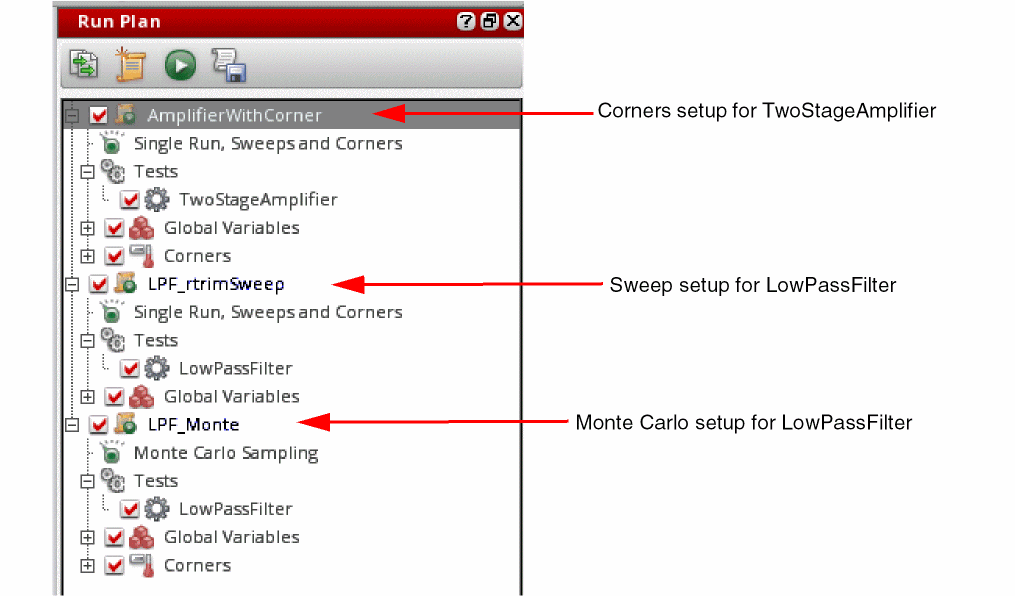 Run Plan
AmplifierWithCorner
Corners setup for TwoStageAmplifier
Single Run, Sweeps and Corners
Tests
TwoStageAmplifier
Global Variables
Corners
LPF_rtrimSweep
Sweep setup for LowPassFilter
Single Run, Sweeps and Corners
Tests
LowPassFilter
Global Variables
LPF_Monte
Monte Carlo setup for LowPassFilter
Monte Carlo Sampling
Tests
LowPassFilter
Global Variables
Corners